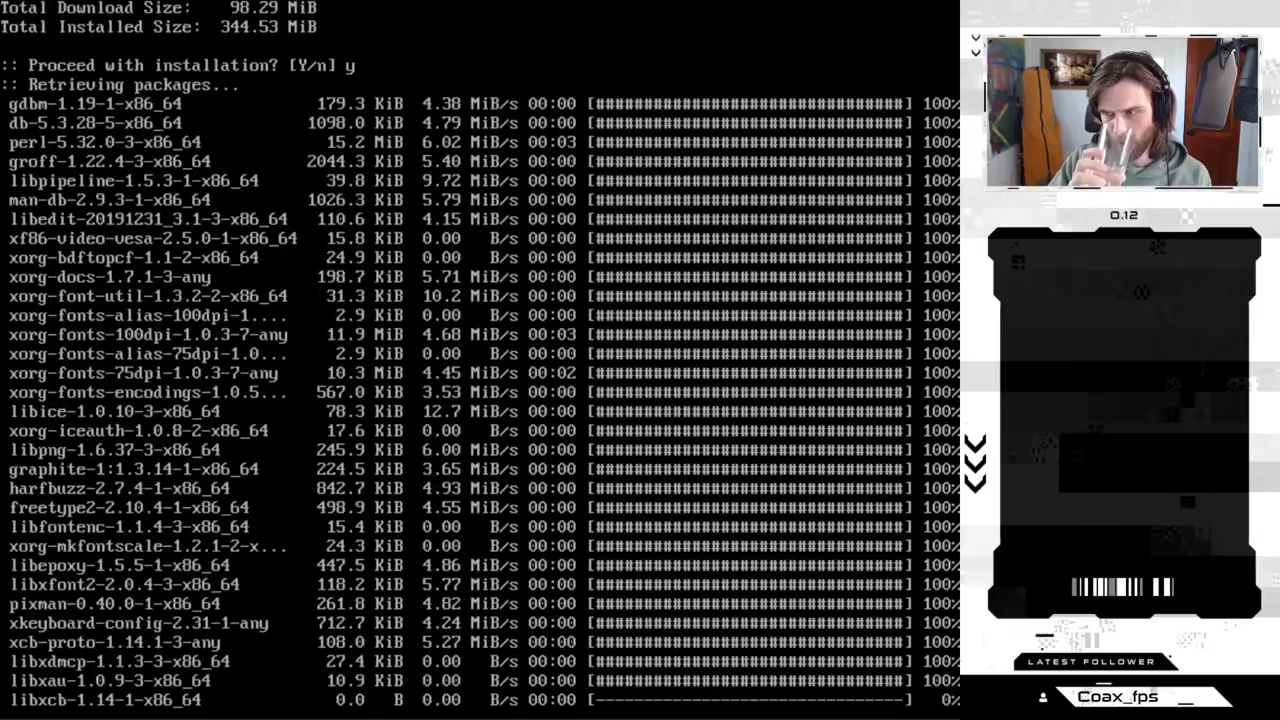 Total Download Size:    98.29 MiB
Total Installed Size:  344.53 MiB
:: Proceed with installation? [Y/n] y
:: Retrieving packages...
gdbm-1.19-1-x86_64 179.3 KiB 4.38 MiB/s 00:00 [################################] 100%
db-5.3.28-5-x86_64 1098.0 KiB 4.79 MiB/s 00:00 [################################] 100%
perl-5.32.0-3-x86_64 15.2 MiB 6.02 MiB/s 00:03 [################################] 100%
groff-1.22.4-3-x86_64 2044.3 KiB 5.40 MiB/s 00:00 [################################] 100%
libpipeline-1.5.3-1-x86_64 39.8 KiB 9.72 MiB/s 00:00 [################################] 100%
man-db-2.9.3-1-x86_64 1028.0 KiB 5.79 MiB/s 00:00 [################################] 100%
libedit-20191231_3.1-3-x86_64 110.6 KiB 4.15 MiB/s 00:00 [################################] 100%
xf86-video-vesa-2.5.0-1-x86_64 15.8 KiB 0.00 B/s 00:00 [################################] 100%
xorg-bdftopcf-1.1-2-x86_64 24.9 KiB 0.00 B/s 00:00 [################################] 100%
xorg-docs-1.7.1-3-any 198.7 KiB 5.71 MiB/s 00:00 [################################] 100%
xorg-font-util-1.3.2-2-x86_64 31.3 KiB 10.2 MiB/s 00:00 [################################] 100%
xorg-fonts-alias-100dpi-1.... 2.9 KiB 0.00 B/s 00:00 [################################] 100%
xorg-fonts-100dpi-1.0.3-7-any 11.9 MiB 4.68 MiB/s 00:03 [################################] 100%
xorg-fonts-alias-75dpi-1.0... 2.9 KiB 0.00 B/s 00:00 [################################] 100%
xorg-fonts-75dpi-1.0.3-7-any 10.3 MiB 4.45 MiB/s 00:02 [################################] 100%
xorg-fonts-encodings-1.0.5... 567.0 KiB 3.53 MiB/s 00:00 [################################] 100%
libice-1.0.10-3-x86_64 78.3 KiB 12.7 MiB/s 00:00 [################################] 100%
xorg-iceauth-1.0.8-2-x86_64 17.6 KiB 0.00 B/s 00:00 [################################] 100%
libpng-1.6.37-3-x86_64 245.9 KiB 6.00 MiB/s 00:00 [################################] 100%
graphite-1:1.3.14-1-x86_64 224.5 KiB 3.65 MiB/s 00:00 [################################] 100%
harfbuzz-2.7.4-1-x86_64 842.7 KiB 4.93 MiB/s 00:00 [################################] 100%
freetype2-2.10.4-1-x86_64 498.9 KiB 4.55 MiB/s 00:00 [################################] 100%
libfontenc-1.1.4-3-x86_64 15.4 KiB 0.00 B/s 00:00 [################################] 100%
xorg-mkfontscale-1.2.1-2-x... 24.3 KiB 0.00 B/s 00:00 [################################] 100%
libepoxy-1.5.5-1-x86_64 447.5 KiB 4.86 MiB/s 00:00 [################################] 100%
libxfont2-2.0.4-3-x86_64 118.2 KiB 5.77 MiB/s 00:00 [################################] 100%
pixman-0.40.0-1-x86_64 261.8 KiB 4.82 MiB/s 00:00 [################################] 100%
xkeyboard-config-2.31-1-any 712.7 KiB 4.24 MiB/s 00:00 [################################] 100%
xcb-proto-1.14.1-3-any 108.4 KiB 5.27 MiB/s 00:00 [################################] 100%
libxdmcp-1.1.3-3-x86_64 27.4 KiB 0.00 B/s 00:00 [################################] 100%
libxau-1.0.9-3-x86_64 10.9 KiB 0.00 B/s 00:00 [################################] 100%
libxcb-1.14-1-x86_64 0.0 B 0.00 B/s 00:00 [--------------------------------] 0%
0.12
LATEST FOLLOWER
Coax_fps